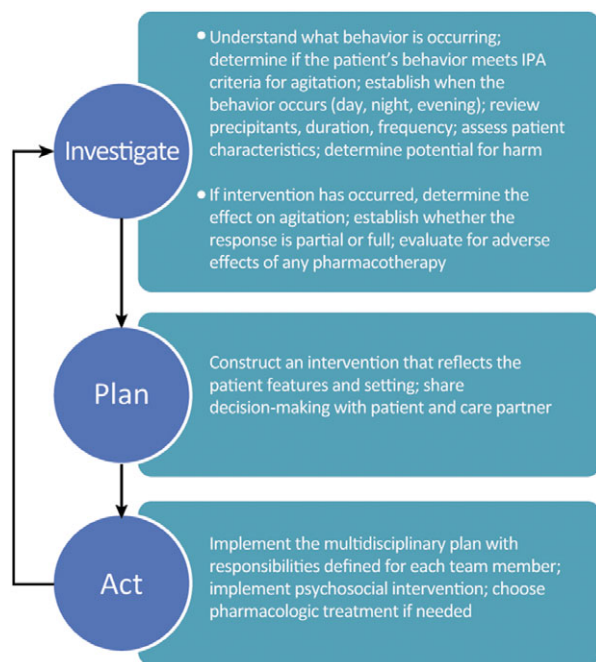 Investigate
• Understand what behavior is occurring;
determine if the patient's behavior meets IPA
criteria for agitation; establish when the
behavior occurs (day, night, evening); review
precipitants, duration, frequency; assess patient
characteristics; determine potential for harm
• If intervention has occurred, determine the
effect on agitation; establish whether the
response is partial or full; evaluate for adverse
effects of any pharmacotherapy
Plan
Construct an intervention that reflects the
patient features and setting; share
decision-making with patient and care partner
Act
Implement the multidisciplinary plan with
responsibilities defined for each team member;
implement psychosocial intervention; choose
pharmacologic treatment if needed